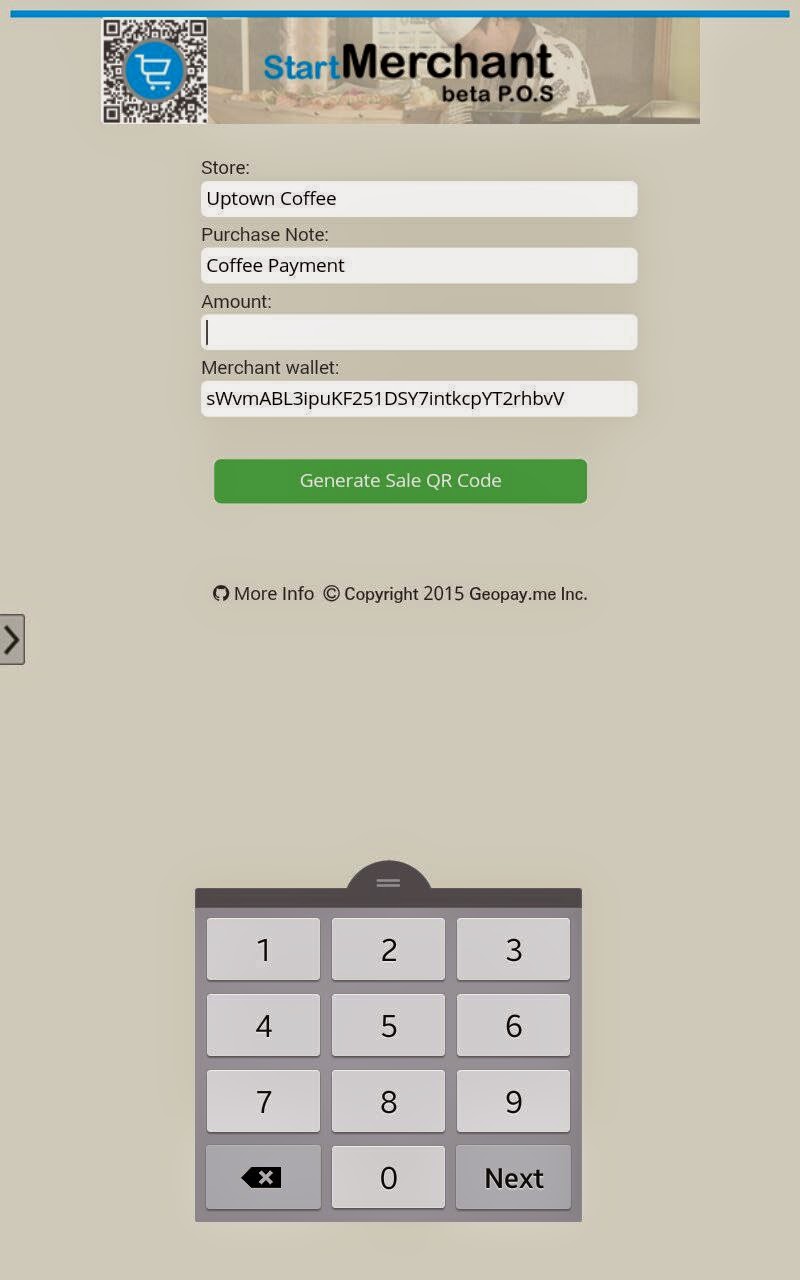 StartMerchant
beta P.O.S
Store:
Uptown Coffee
Purchase Note:
Coffee Payment
Amount:
Merchant wallet:
sWvmABL3ipuKF251DSY7intkcpYT2rhbvV
Generate Sale QR Code
More Info © Copyright 2015 Geopay.me Inc.
1 2 3
4 5 6
7 8 9
0 Next